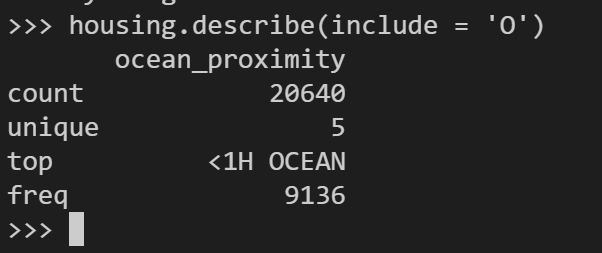 >>> housing.describe(include = 'O')
ocean_proximity
count 20640
unique 5
top <1H OCEAN
freq 9136
>>>